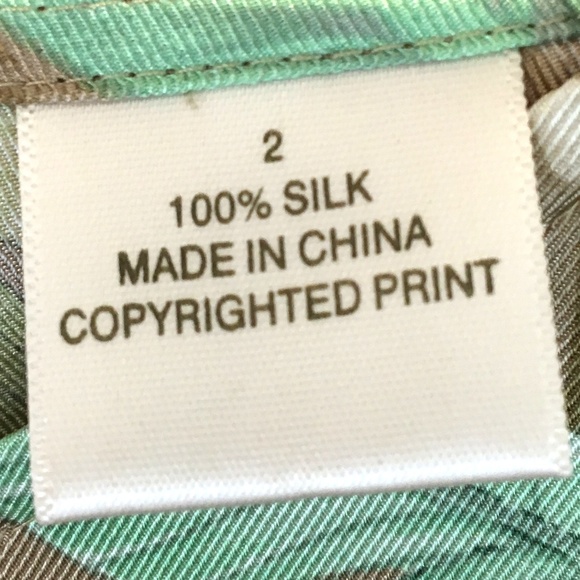 2
100% SILK
MADE IN CHINA
COPYRIGHTED PRINT